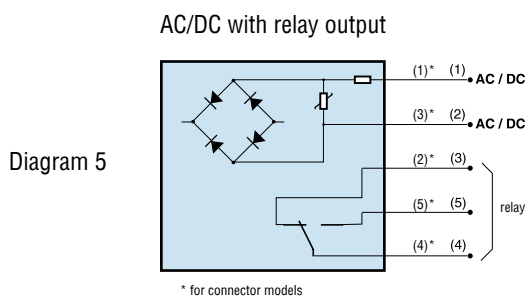 AC/DC with relay output
(1)* (1) AC / DC
(3)* (2) AC / DC
Diagram 5
(2)* (3)
(5)* (5) relay
(4)* (4)
* for connector models